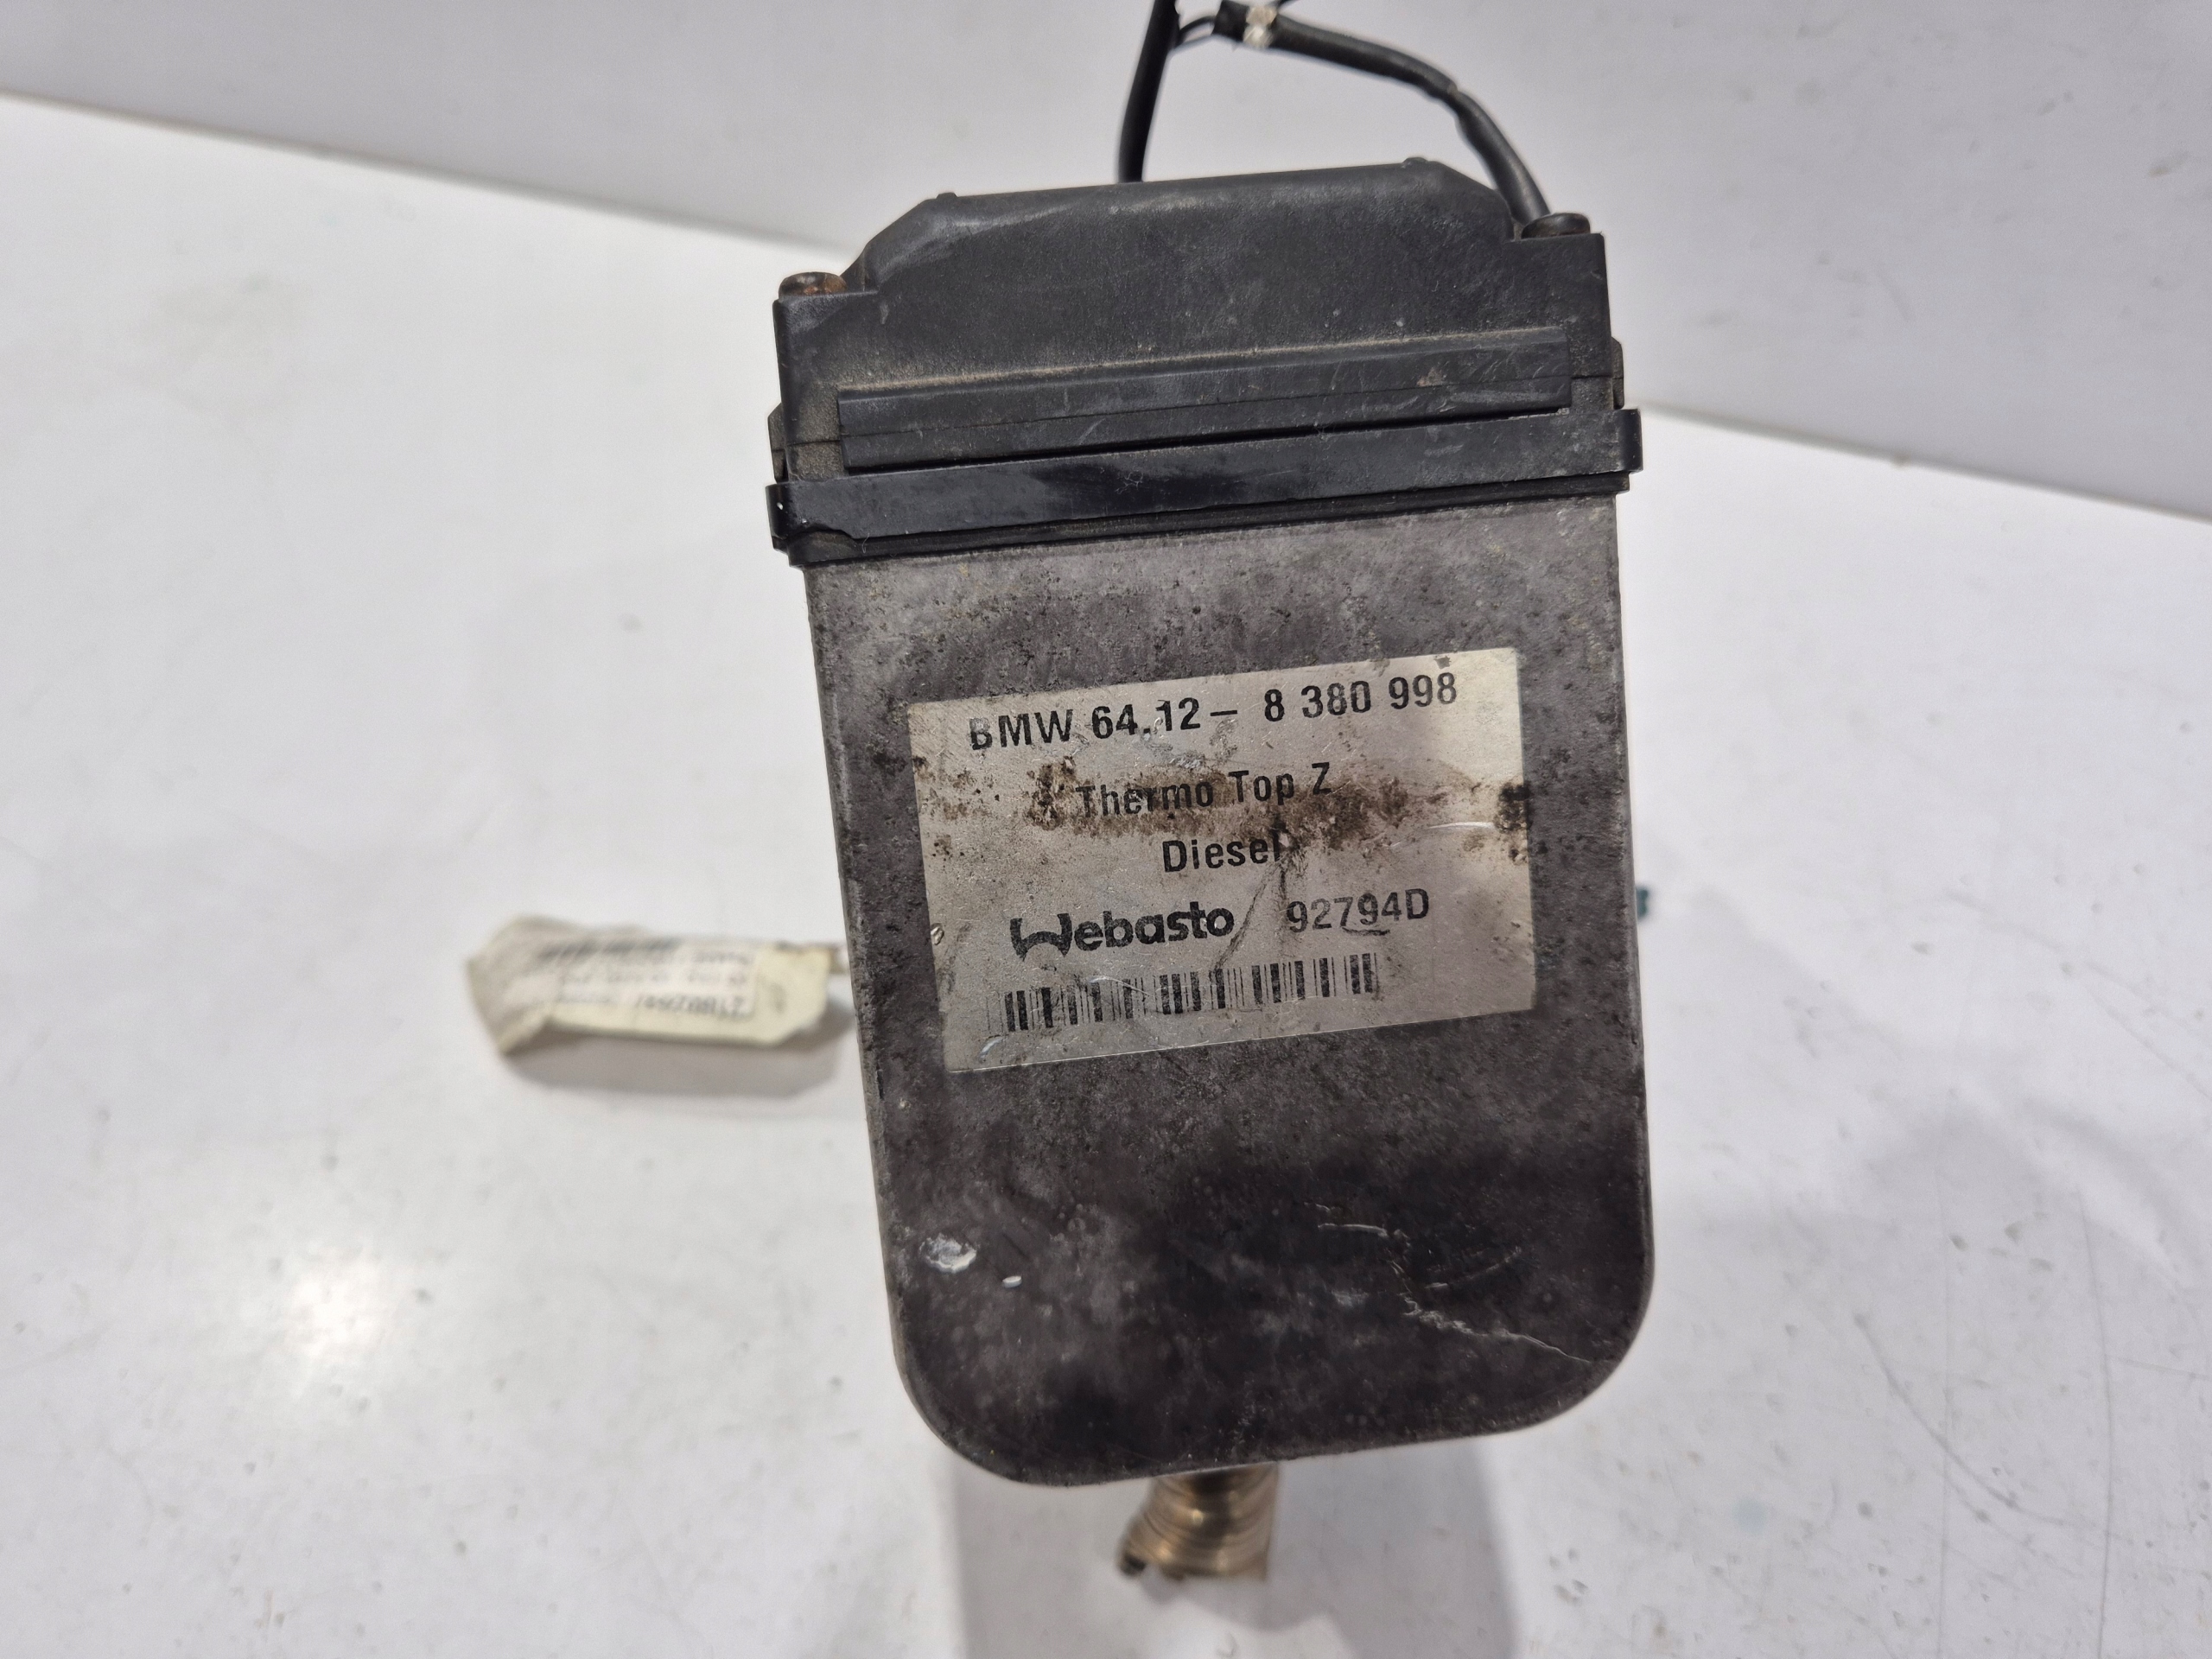 BMW 64.12 – 8 380 998
Thermo Top Z
Diesel
Webasto 92794D